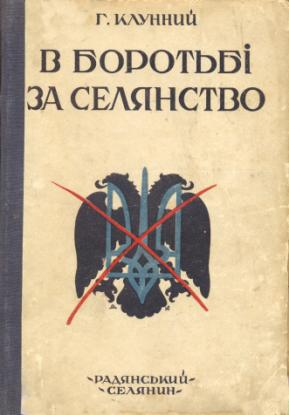 Г. КЛУННИЙ
В БОРОТЬБІ
ЗА СЕЛЯНСТВО
РАДЯНСЬКИЙ
СЕЛЯНИН